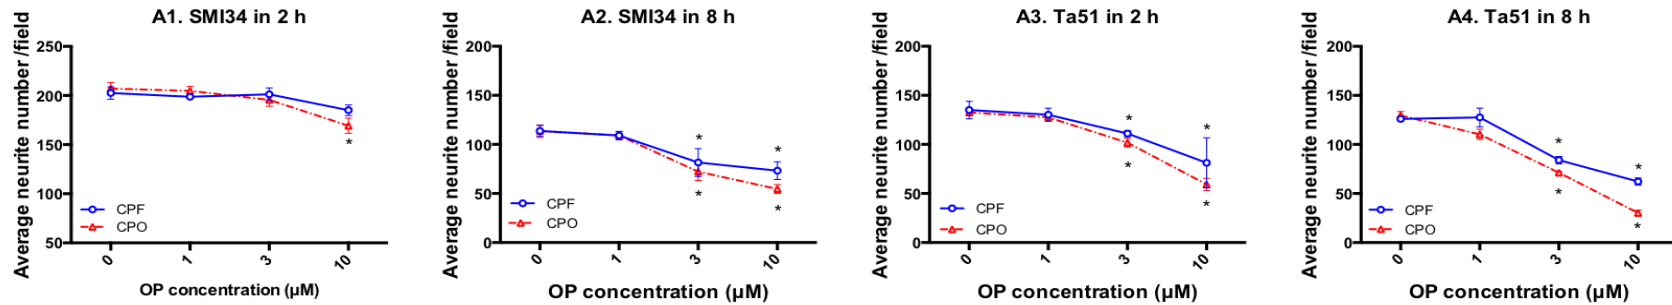 A1. SMI34 in 2 h
Average neurite number /field
250
200
150
100
50
CPF
CPO
*
0
1
3
10
OP concentration (µM)
A2. SMI34 in 8 h
Average neurite number /field
200
150
100
50
0
*
*
*
*
CPF
CPO
0
1
3
10
OP concentration (µM)
A3. Ta51 in 2 h
Average neurite number /field
200
150
100
50
0
*
*
*
*
CPF
CPO
0
1
3
10
OP concentration (µM)
A4. Ta51 in 8 h
Average neurite number /field
200
150
100
50
0
*
*
*
*
CPF
CPO
0
1
3
10
OP concentration (µM)